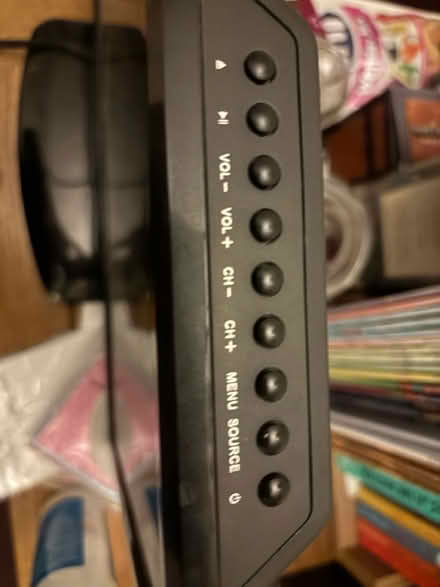 ⏏
⏯
VOL-
VOL+
CH-
CH+
MENU
SOURCE
⏻